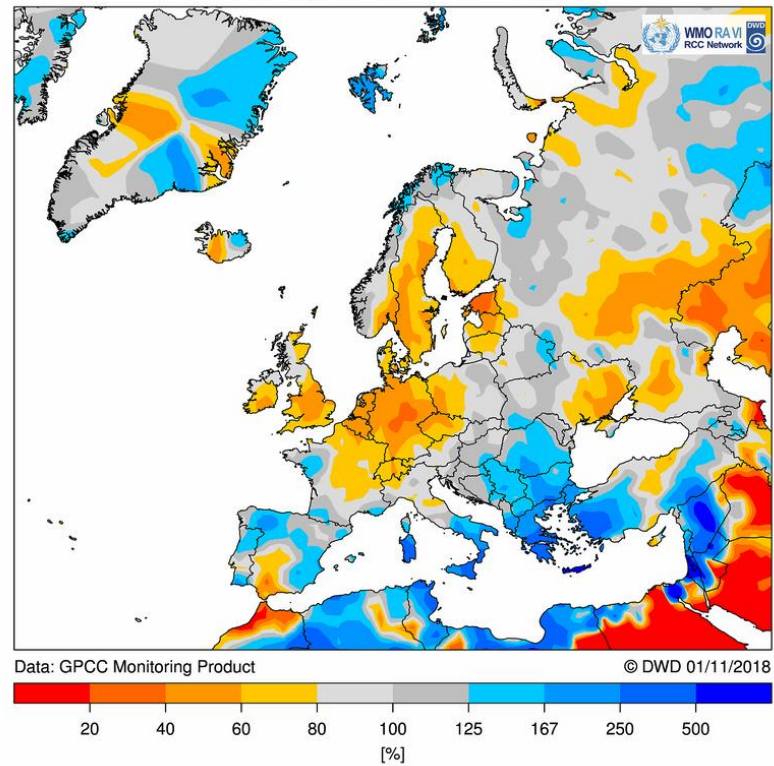 WMO RA VI
RCC Network
DWD
Data: GPCC Monitoring Product
© DWD 01/11/2018
20 40 60 80 100 125 167 250 500
[%]